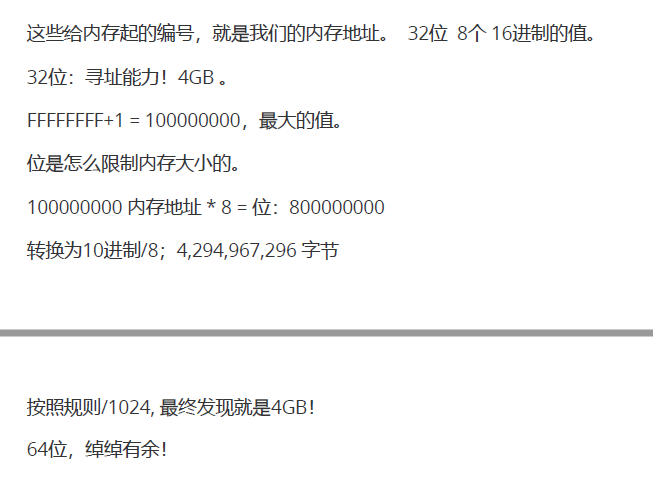 这些给内存起的编号，就是我们的内存地址。 32位 8个 16进制的值。
32位：寻址能力！4GB 。
FFFFFFFF+1 = 100000000，最大的值。
位是怎么限制内存大小的。
100000000 内存地址 * 8 = 位：800000000
转换为10进制/8；4,294,967,296 字节
按照规则/1024, 最终发现就是4GB！
64位，绰绰有余！